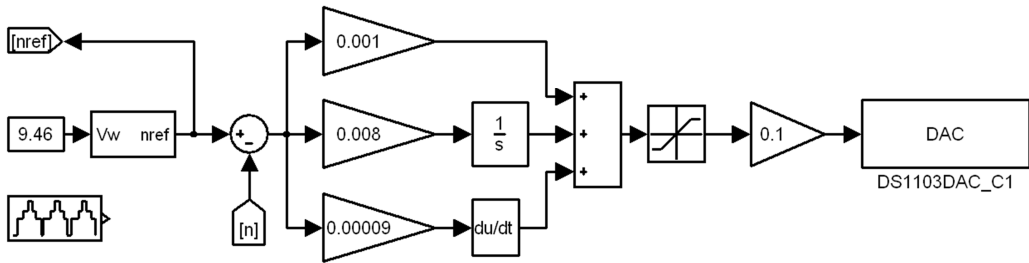 [nref]
0.001
+
9.46
Vw nref
+
-
0.008
1
s
+
0.1
DAC
DS1103DAC_C1
[n]
0.00009
du/dt
+